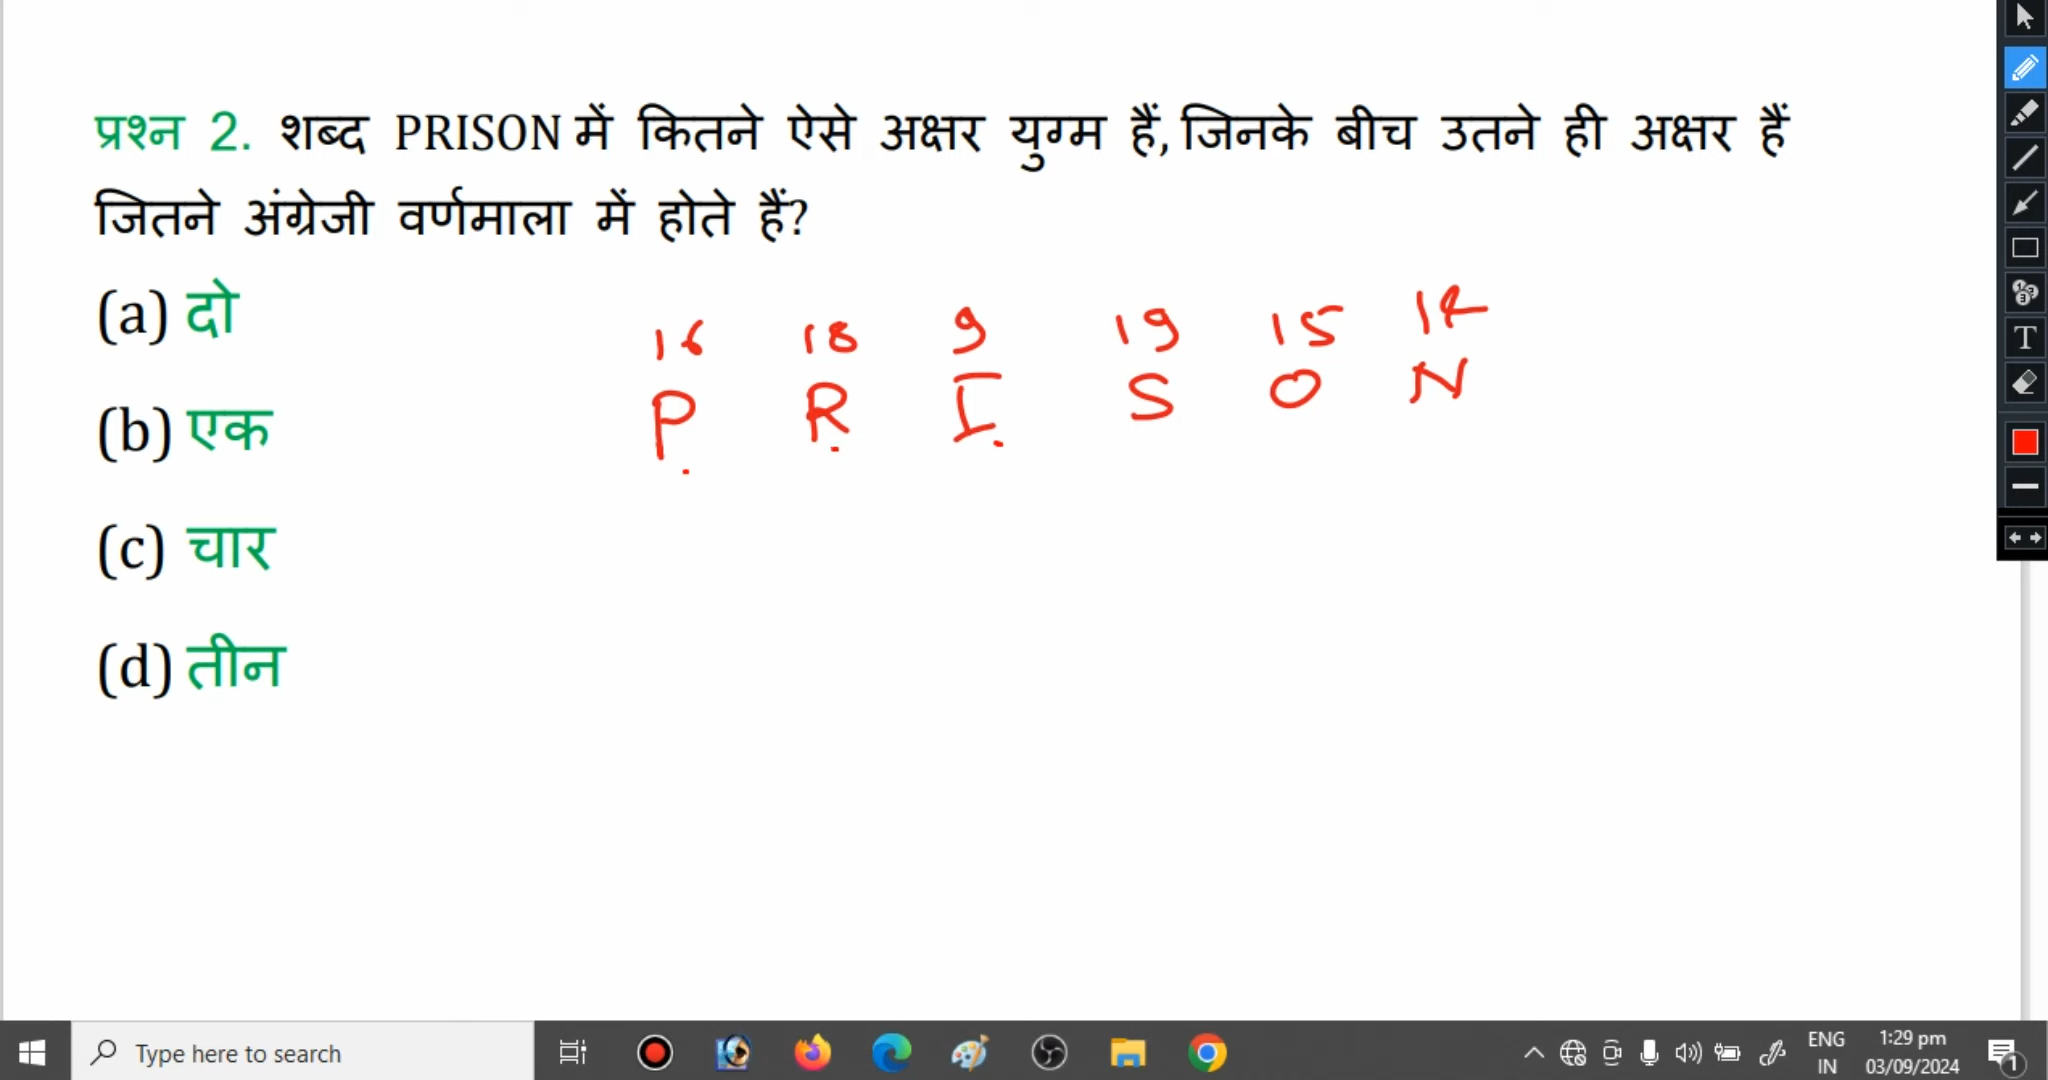 प्रश्न 2. शब्द PRISON में कितने ऐसे अक्षर युग्म हैं, जिनके बीच उतने ही अक्षर हैं
जितने अंग्रेजी वर्णमाला में होते हैं?
(a) दो
16 18 9 19 15 14
P R I S O N
(b) एक
(c) चार
(d) तीन
T
Type here to search
ENG
IN
1:29 pm
03/09/2024
1